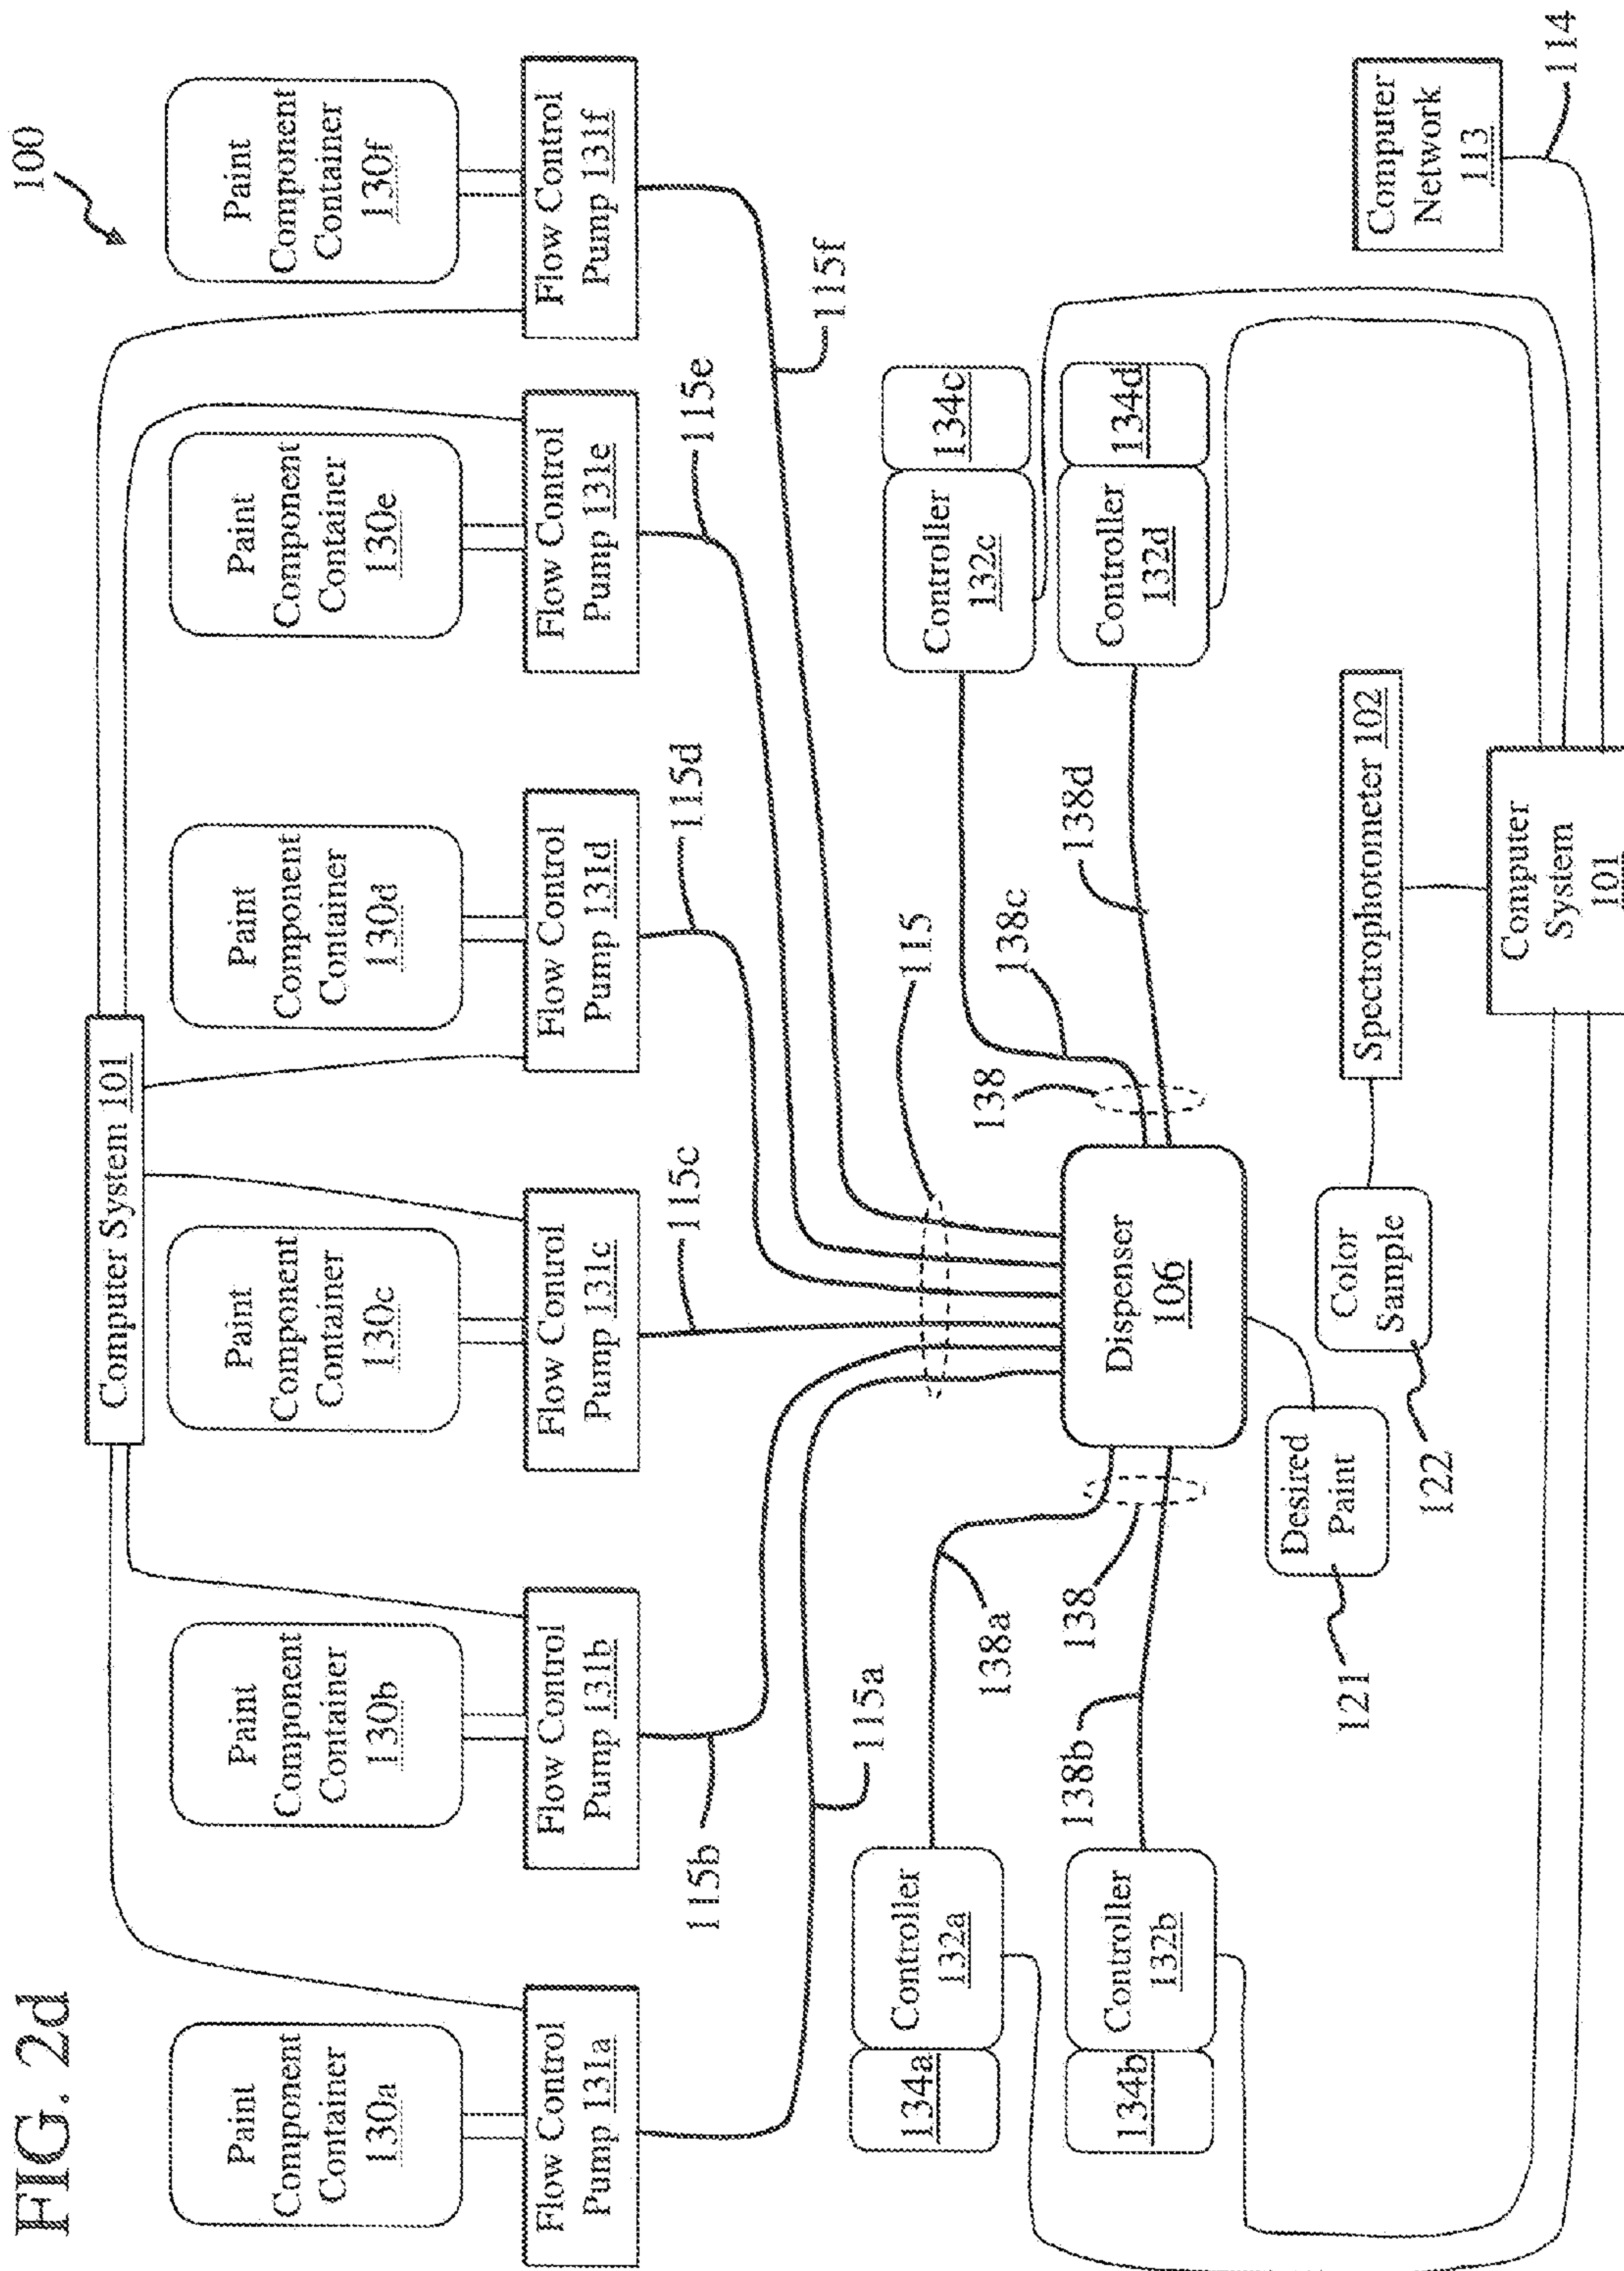 FIG. 2d
100
Computer System 101
Paint
Component
Container
130a
Paint
Component
Container
130b
Paint
Component
Container
130c
Paint
Component
Container
130d
Paint
Component
Container
130e
Paint
Component
Container
130f
Flow Control
Pump 131a
Flow Control
Pump 131b
Flow Control
Pump 131c
Flow Control
Pump 131d
Flow Control
Pump 131e
Flow Control
Pump 131f
115b
115c
115d
115e
115a
115
115f
134a
Controller
132a
138a
138
138c
Controller
132c
134c
134b
Controller
132b
138b
138
Dispenser
106
138d
Controller
132d
134d
121
Desired
Paint
122
Color
Sample
Spectrophotometer 102
Computer
Network
113
114
Computer
System
101